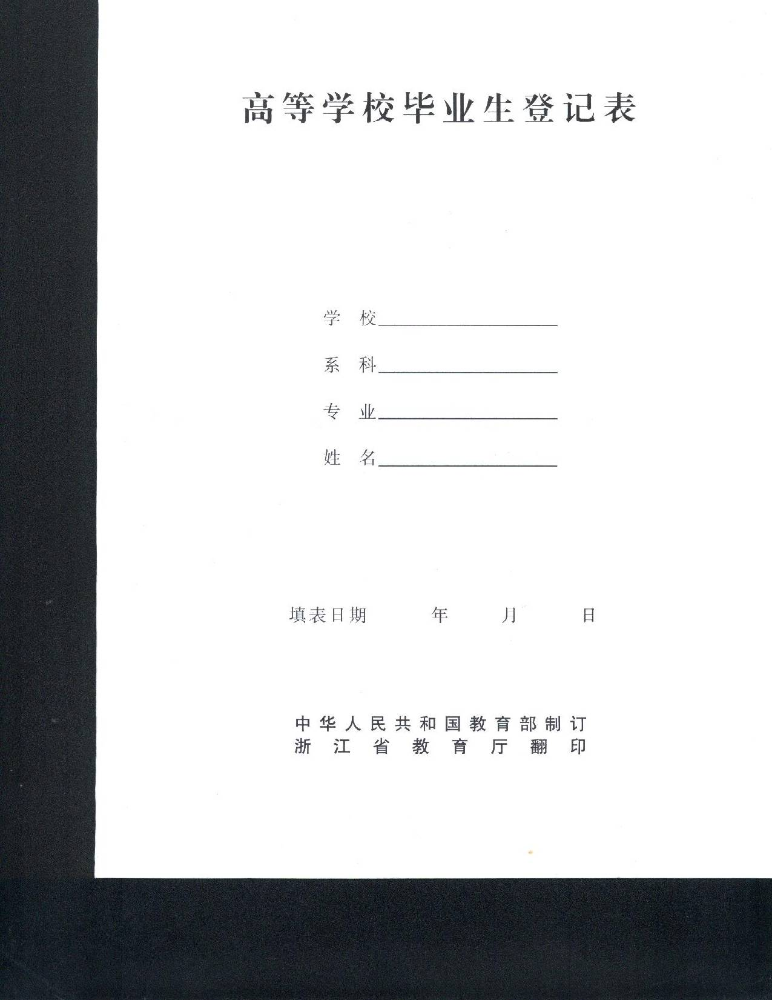 高等学校毕业生登记表
学 校
系 科
专 业
姓 名
填表日期 年 月 日
中华人民共和国教育部制订
浙江省教育厅翻印